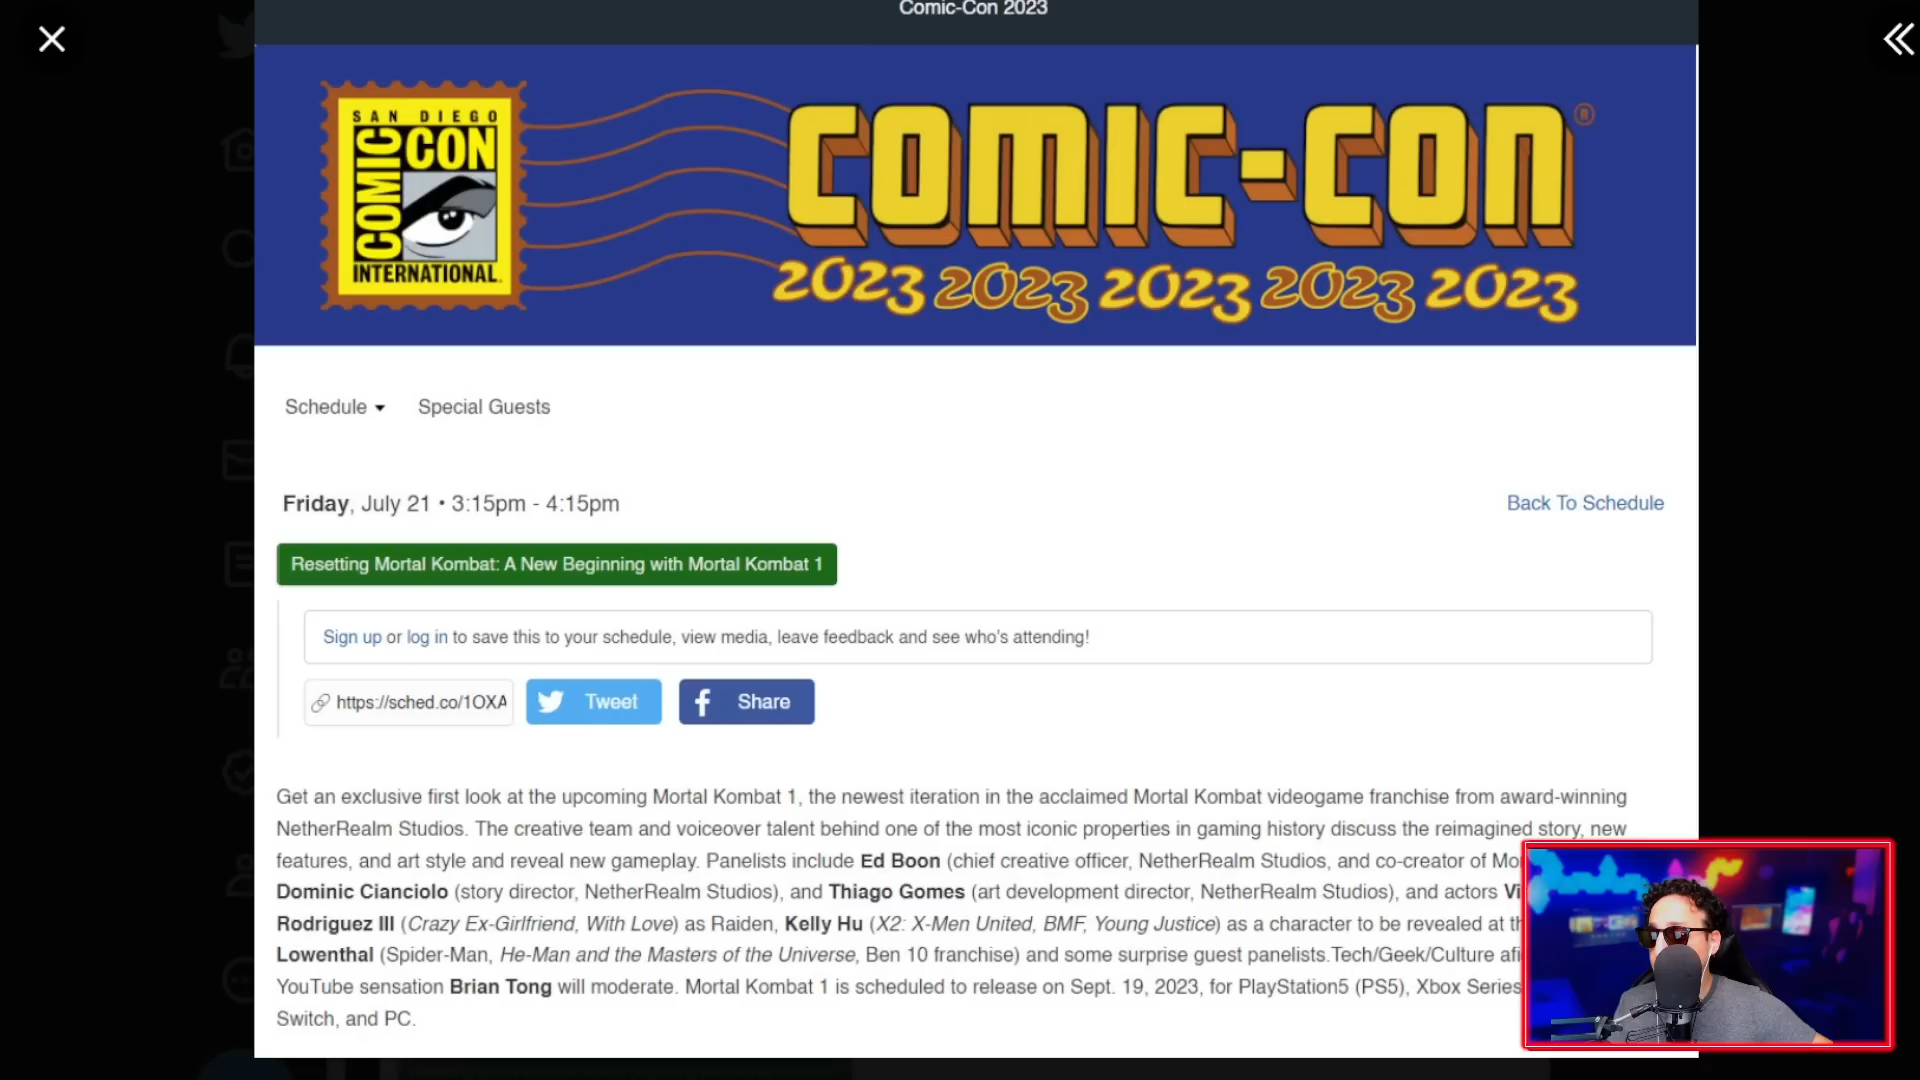 Comic-Con 2023
SAN DIEGO
COMIC
CON
INTERNATIONAL.
COMIC-CON®
2023 2023 2023 2023 2023
Schedule
Special Guests
Friday, July 21 • 3:15pm - 4:15pm
Back To Schedule
Resetting Mortal Kombat: A New Beginning with Mortal Kombat 1
Sign up or log in to save this to your schedule, view media, leave feedback and see who's attending!
https://sched.co/1OXA
Tweet
Share
Get an exclusive first look at the upcoming Mortal Kombat 1, the newest iteration in the acclaimed Mortal Kombat videogame franchise from award-winning
NetherRealm Studios. The creative team and voiceover talent behind one of the most iconic properties in gaming history discuss the reimagined story, new
features, and art style and reveal new gameplay. Panelists include Ed Boon (chief creative officer, NetherRealm Studios, and co-creator of
Dominic Cianciolo (story director, NetherRealm Studios), and Thiago Gomes (art development director, NetherRealm Studios), and actors
Rodriguez III (Crazy Ex-Girlfriend, With Love) as Raiden, Kelly Hu (X2: X-Men United, BMF, Young Justice) as a character to be revealed at
Lowenthal (Spider-Man, He-Man and the Masters of the Universe, Ben 10 franchise) and some surprise guest panelists.Tech/Geek/Culture
YouTube sensation Brian Tong will moderate. Mortal Kombat 1 is scheduled to release on Sept. 19, 2023, for PlayStation5 (PS5), Xbox Series
Switch, and PC.